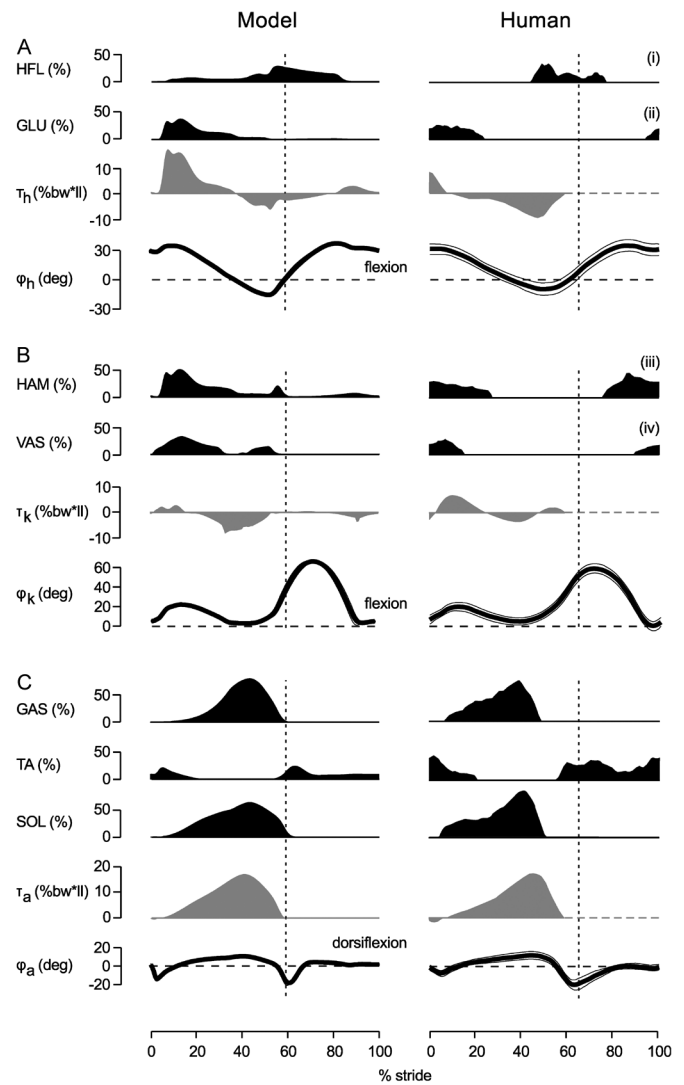 Model Human
A
HFL (%) 50 0 (i)
GLU (%) 50 0 (ii)
τh (%bw*ll) 10 0 -10
φh (deg) 30 0 -30 flexion
B
HAM (%) 50 0 (iii)
VAS (%) 50 0 (iv)
τk (%bw*ll) 10 0 -10
φk (deg) 60 40 20 0 flexion
C
GAS (%) 50 0
TA (%) 50 0
SOL (%) 50 0
τa (%bw*ll) 20 10 0
dorsiflexion
φa (deg) 20 0 -20
0 20 40 60 80 100 0 20 40 60 80 100
% stride